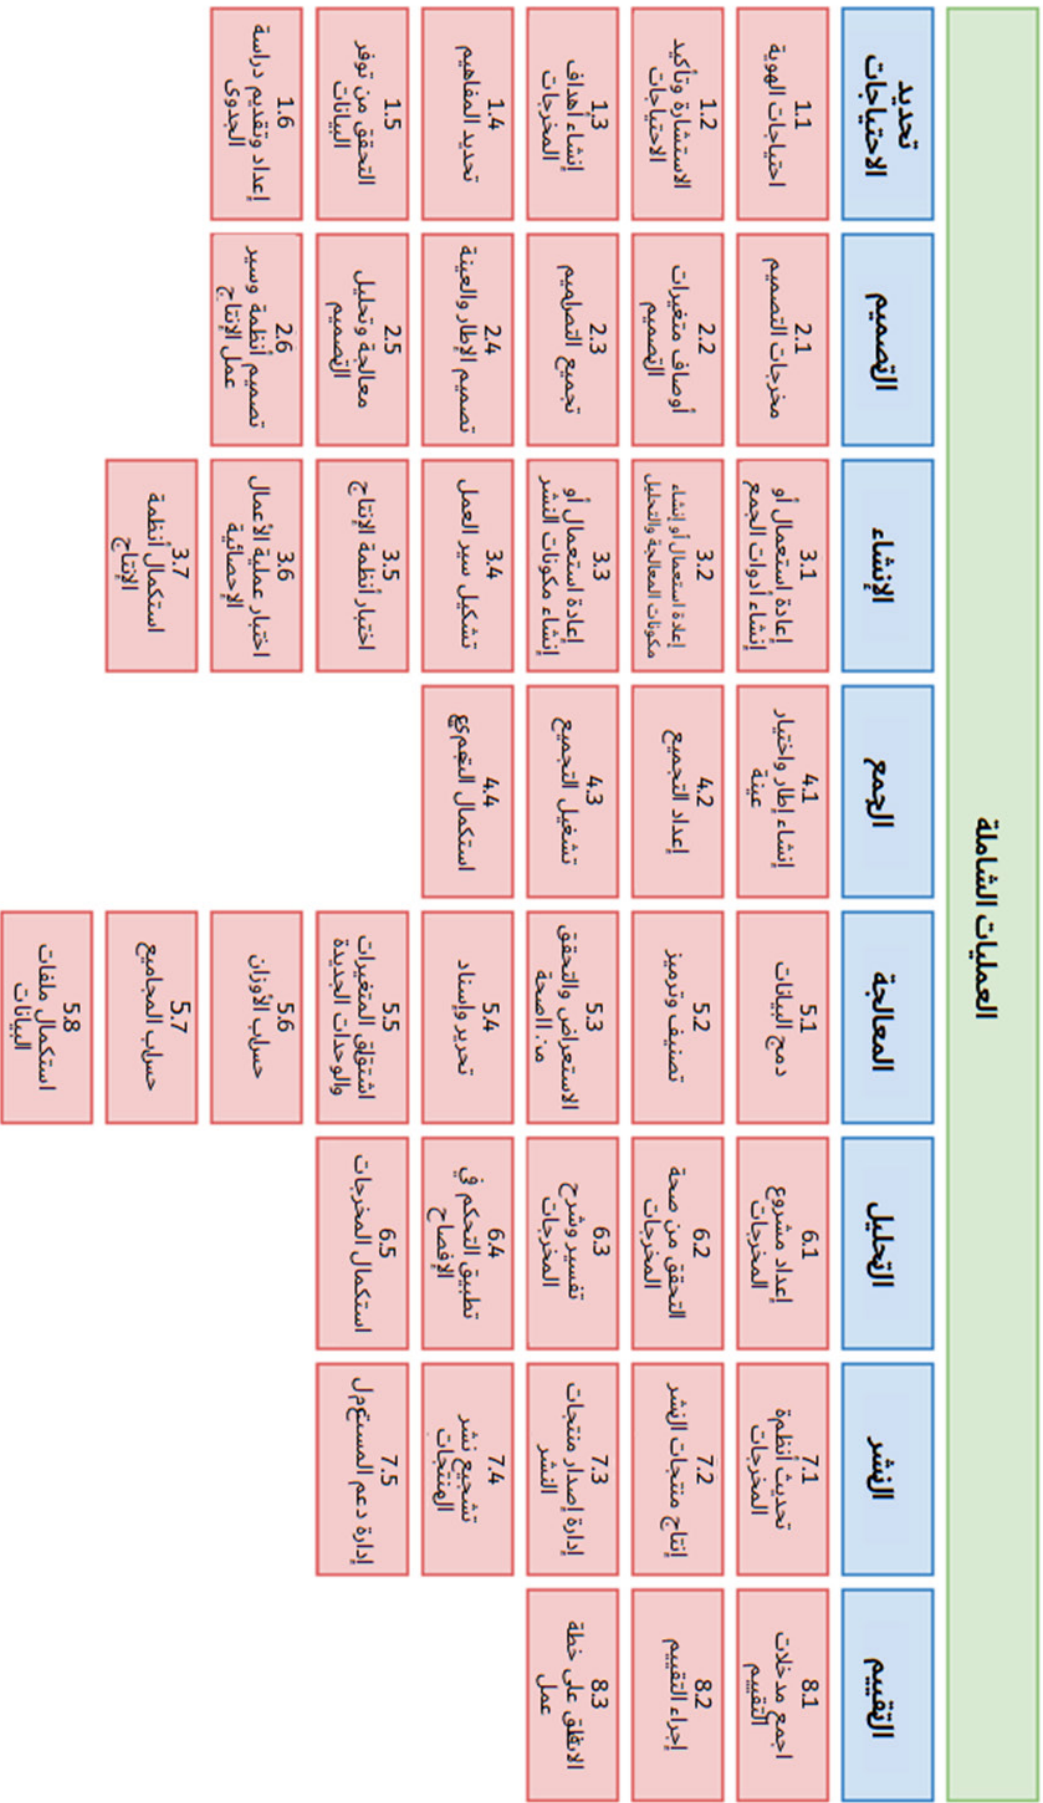 العمليات الشاملة
تحديد
الاحتياجات
1.1
احتياجات الهوية
1.2
الاستشارة وتأكيد
الاحتياجات
1.3
إنشاء أهداف
المخرجات
1.4
تحديد المفاهيم
1.5
التحقق من توفر
البيانات
1.6
إعداد وتقديم دراسة
الجدوى
التصميم
2.1
مخرجات التصميم
2.2
أوصاف متغيرات
التصميم
2.3
تجميع التصاميم
2.4
تصميم الإطار والعينة
2.5
معالجة وتحليل
التصميم
2.6
تصميم أنظمة وسير
عمل الإنتاج
الإنشاء
3.1
إعادة إستعمال أو
إنشاء أدوات الجمع
3.2
إعادة استعمال أو إنشاء
مكونات المعالجة والتحليل
3.3
إعادة استعمال أو
إنشاء مكونات النشر
3.4
تشكيل سير العمل
3.5
اختبار أنظمة الإنتاج
3.6
اختبار عملية الأعمال
الإحصائية
3.7
استكمال أنظمة
الإنتاج
الجمع
4.1
إنشاء إطار واختيار
عينة
4.2
إعداد التجميع
4.3
تشغيل التجميع
4.4
استكمال
المعالجة
5.1
دمج البيانات
5.2
تصنيف وترميز
5.3
الاستعراض والتحقق
5.4
تحرير وإسناد
5.5
اشتقاق المتغيرات
والوحدات الجديدة
5.6
حساب الأوزان
5.7
حساب المجاميع
5.8
استكمال ملفات
البيانات
التحليل
6.1
إعداد مشروع
المخرجات
6.2
التحقق من صحة
المخرجات
6.3
تفسير وشرح
المخرجات
6.4
تطبيق التحكم في
الإفصاح
6.5
استكمال المخرجات
النشر
7.1
تحديث أنظمة
المخرجات
7.2
إنتاج منتجات النشر
7.3
إدارة إصدار منتجات
النشر
7.4
تشجيع نشر
المنتجات
7.5
إدارة دعم
التقييم
8.1
اجمع مدخلات
التقييم
8.2
إجراء التقييم
8.3
الاتفاق على خطة
عمل